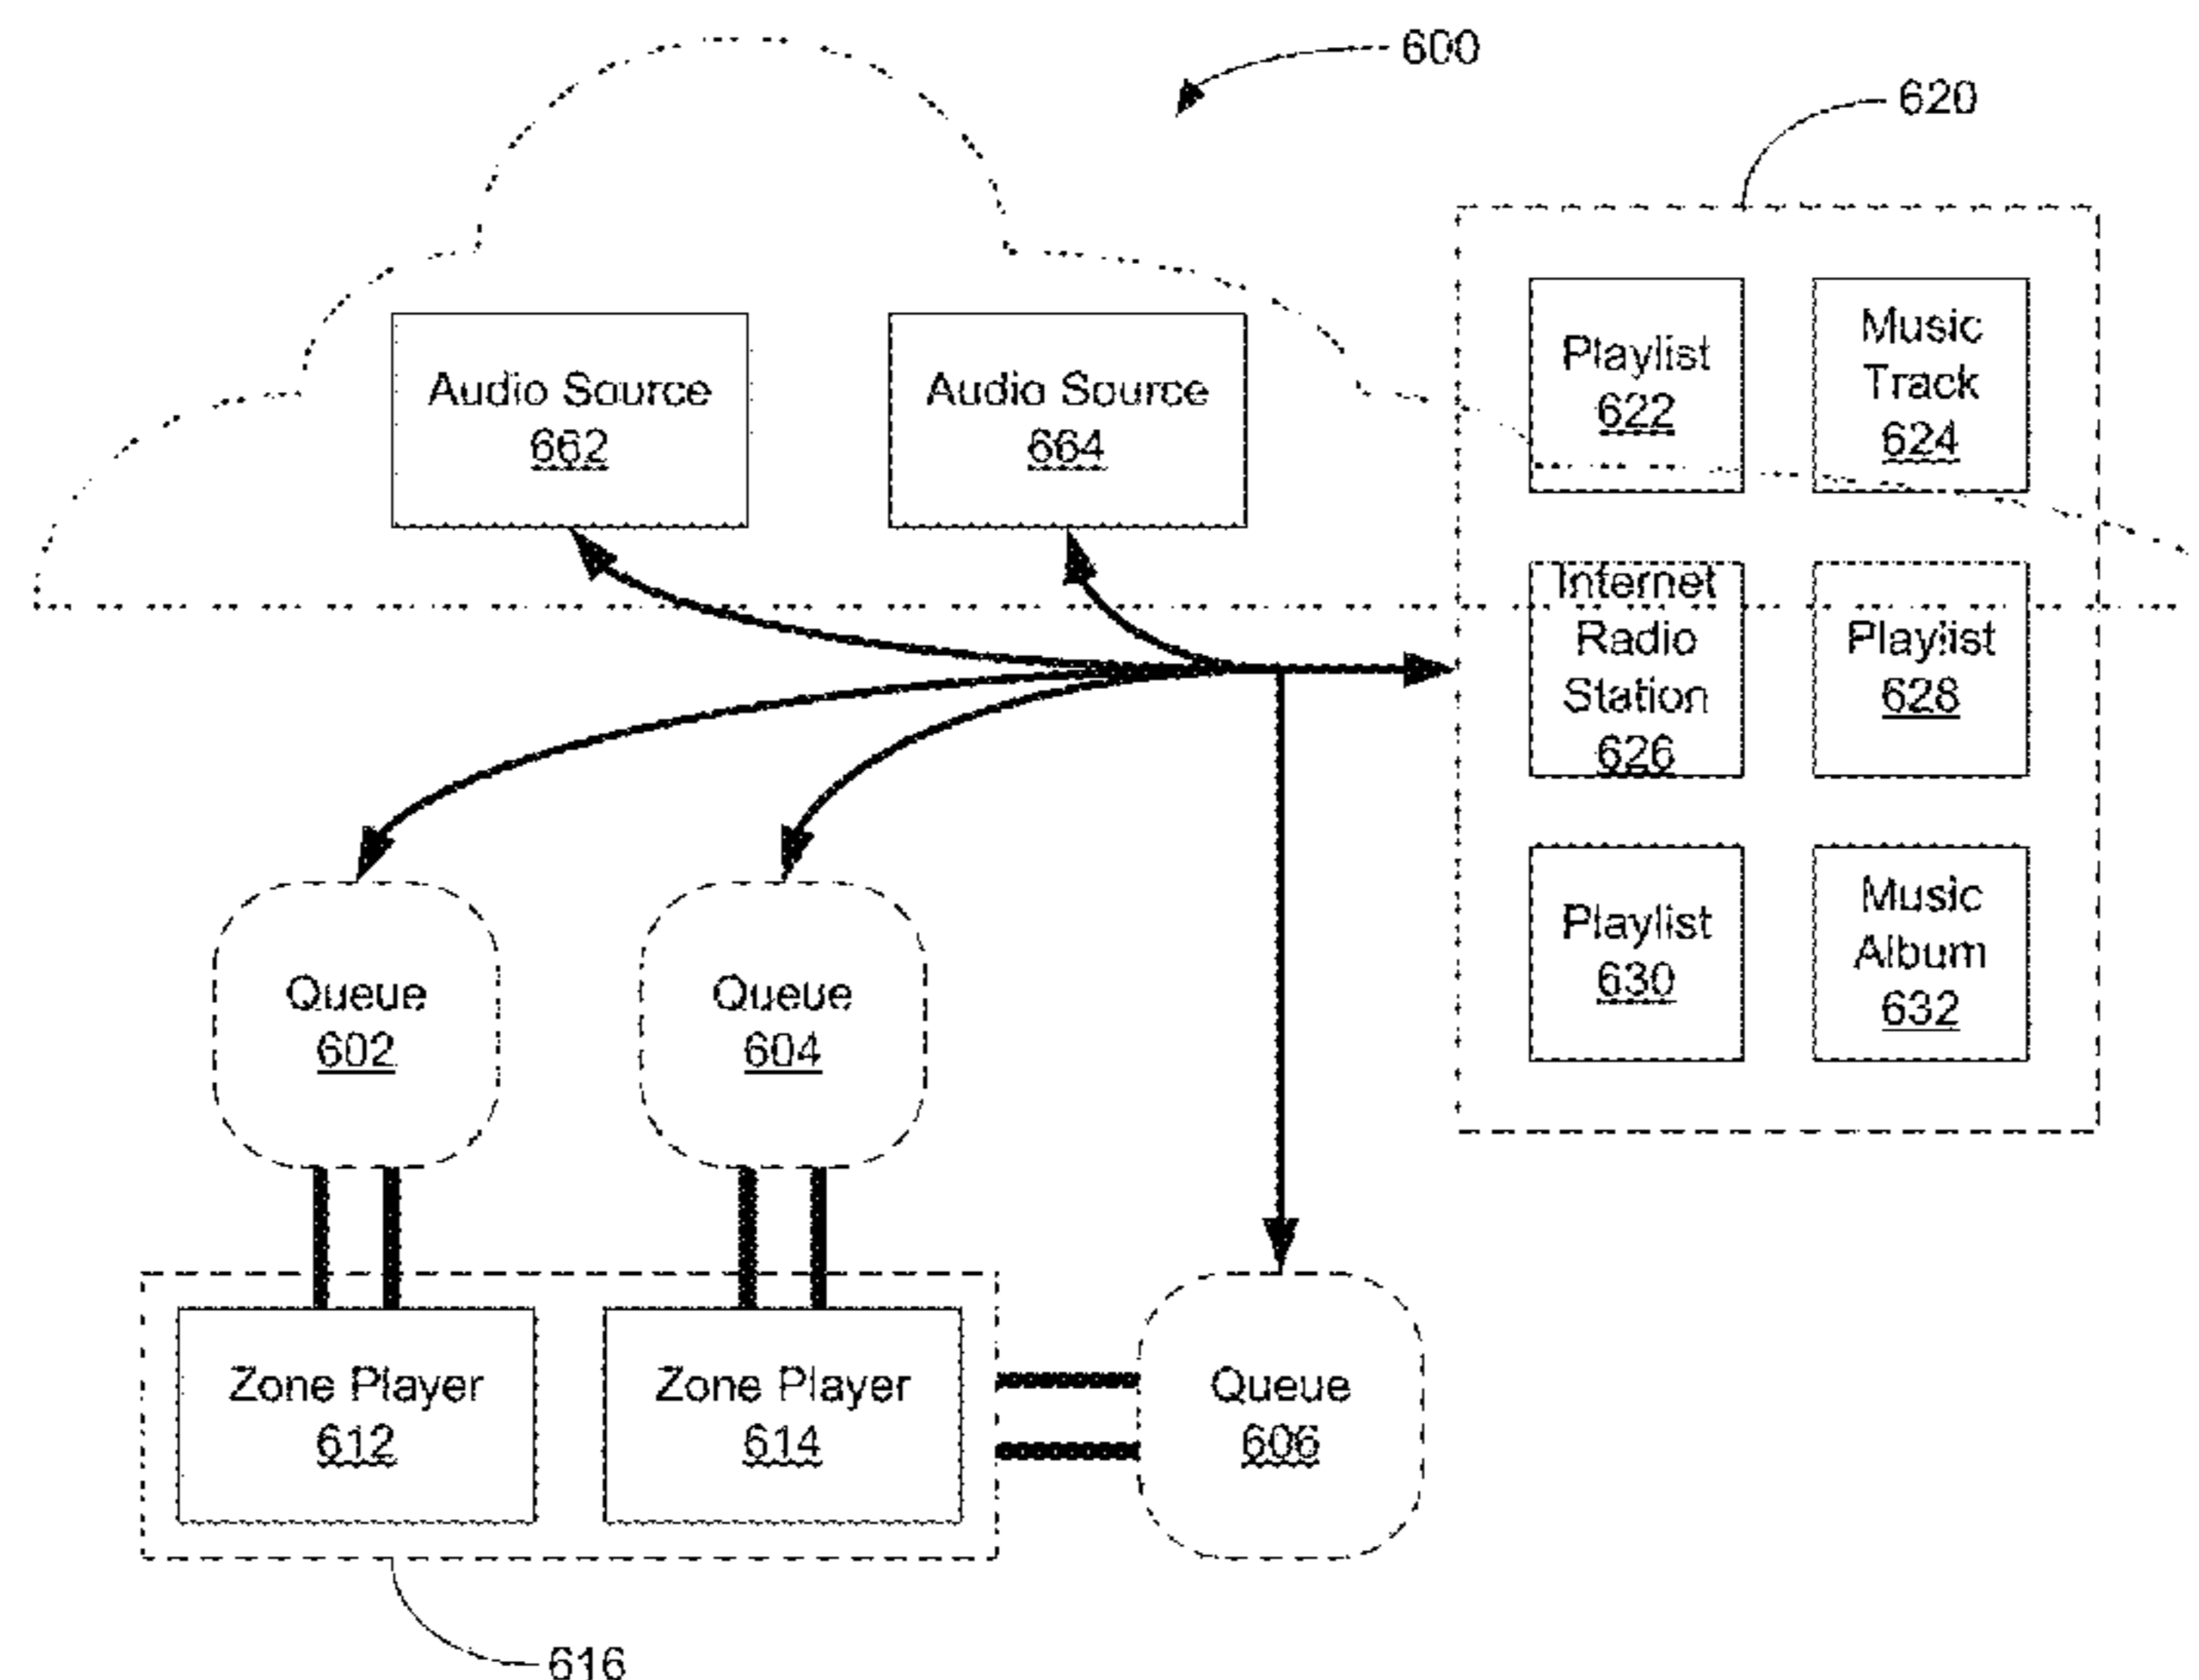 600
620
Audio Source
662
Audio Source
664
Playlist
622
Music
Track
624
Internet
Radio
Station
626
Playlist
628
Playlist
630
Music
Album
632
Queue
602
Queue
604
Zone Player
612
Zone Player
614
Queue
606
616